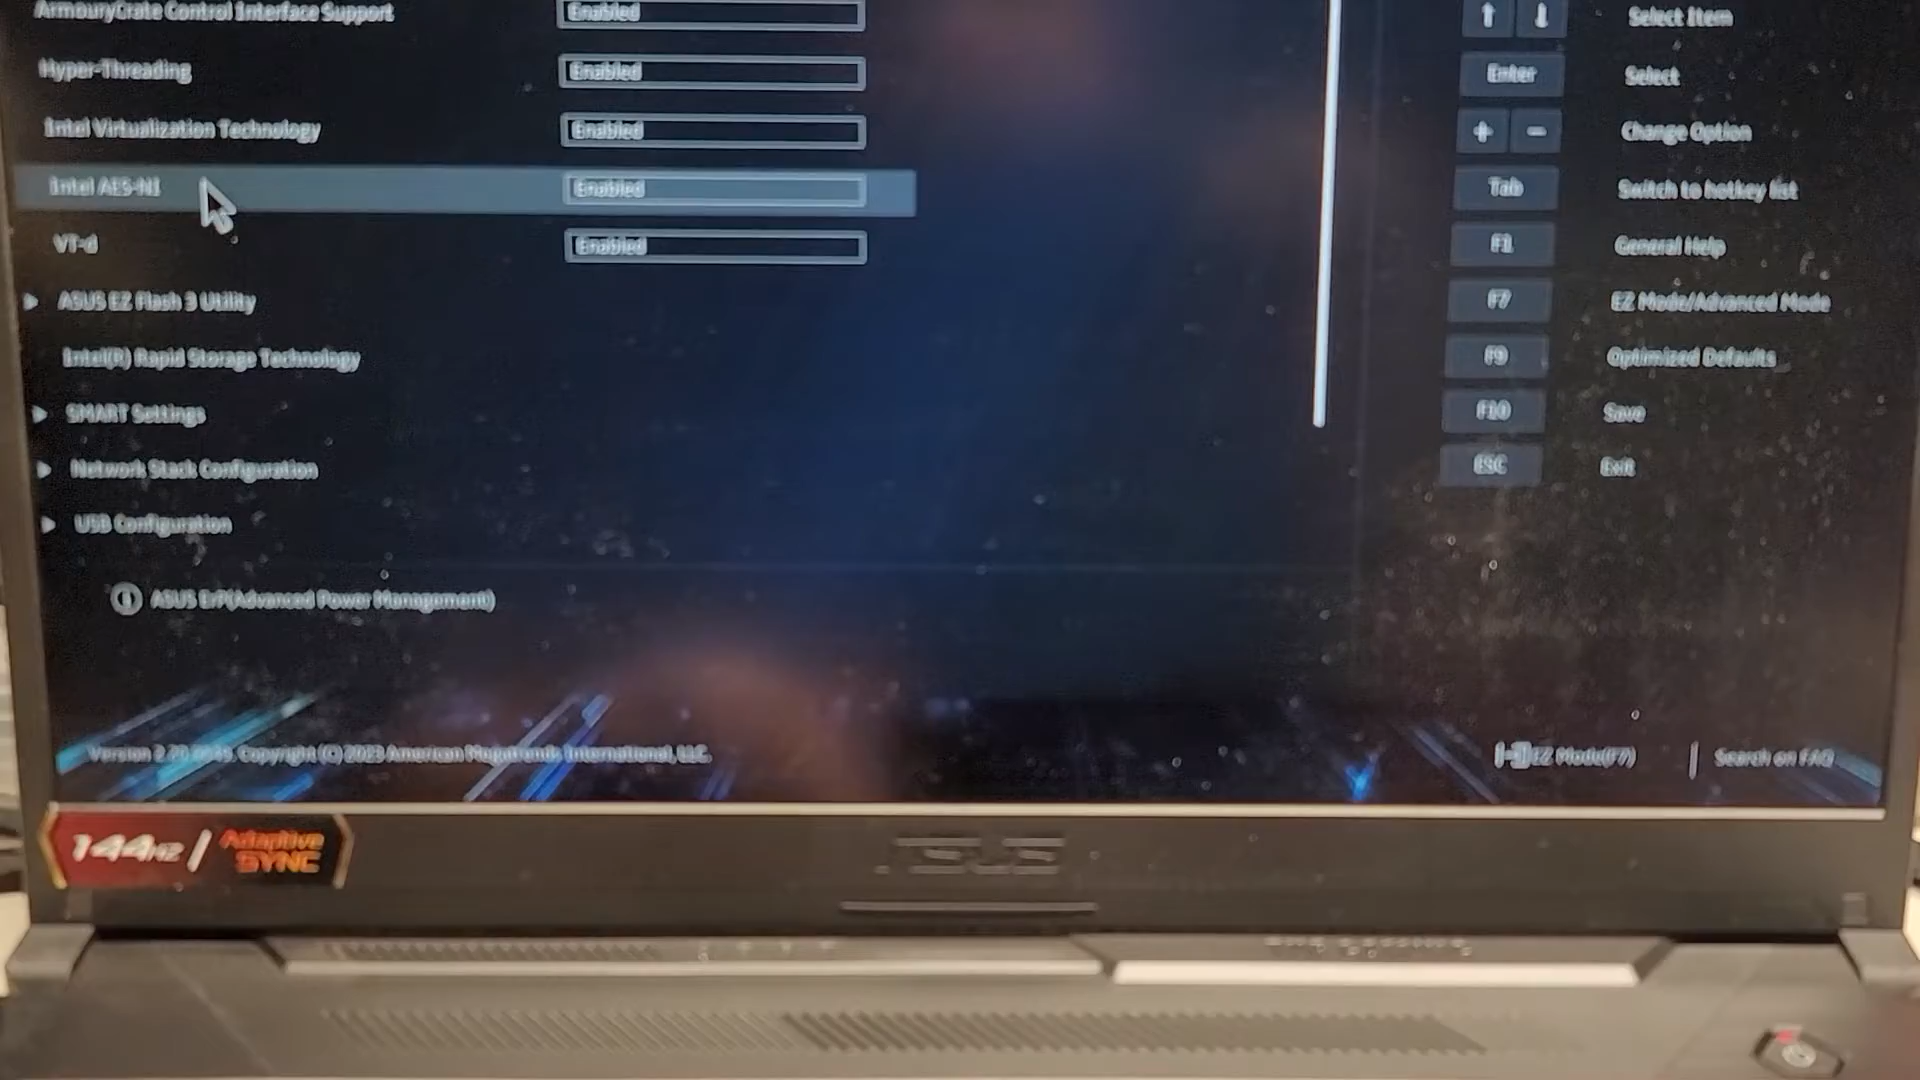 ArmouryCrate Control Interface Support Enabled
Hyper-Threading Enabled
Intel Virtualization Technology Enabled
Intel AES-NI Enabled
VT-d Enabled
ASUS EZ Flash 3 Utility
Intel(R) Rapid Storage Technology
SMART Settings
Network Stack Configuration
USB Configuration
ASUS ErP(Advanced Power Management)
↑ ↓ Select Item
Enter Select
+ - Change Option
Tab Switch to hotkey list
F1 General Help
F7 EZ Mode/Advanced Mode
F9 Optimized Defaults
F10 Save
ESC Exit
Version Copyright (C) 2023 American Megatrends International, LLC.
EZ Mode(F7) | Search on FAQ
144Hz / Adaptive SYNC
ASUS